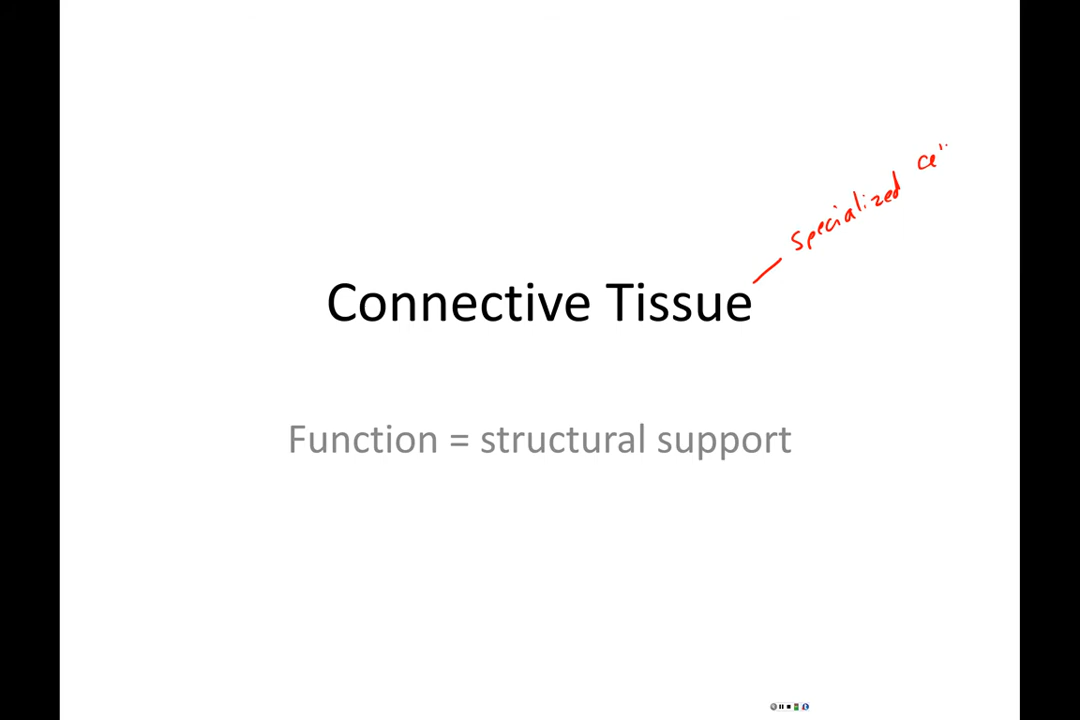 Specialized ce
Connective Tissue
Function = structural support